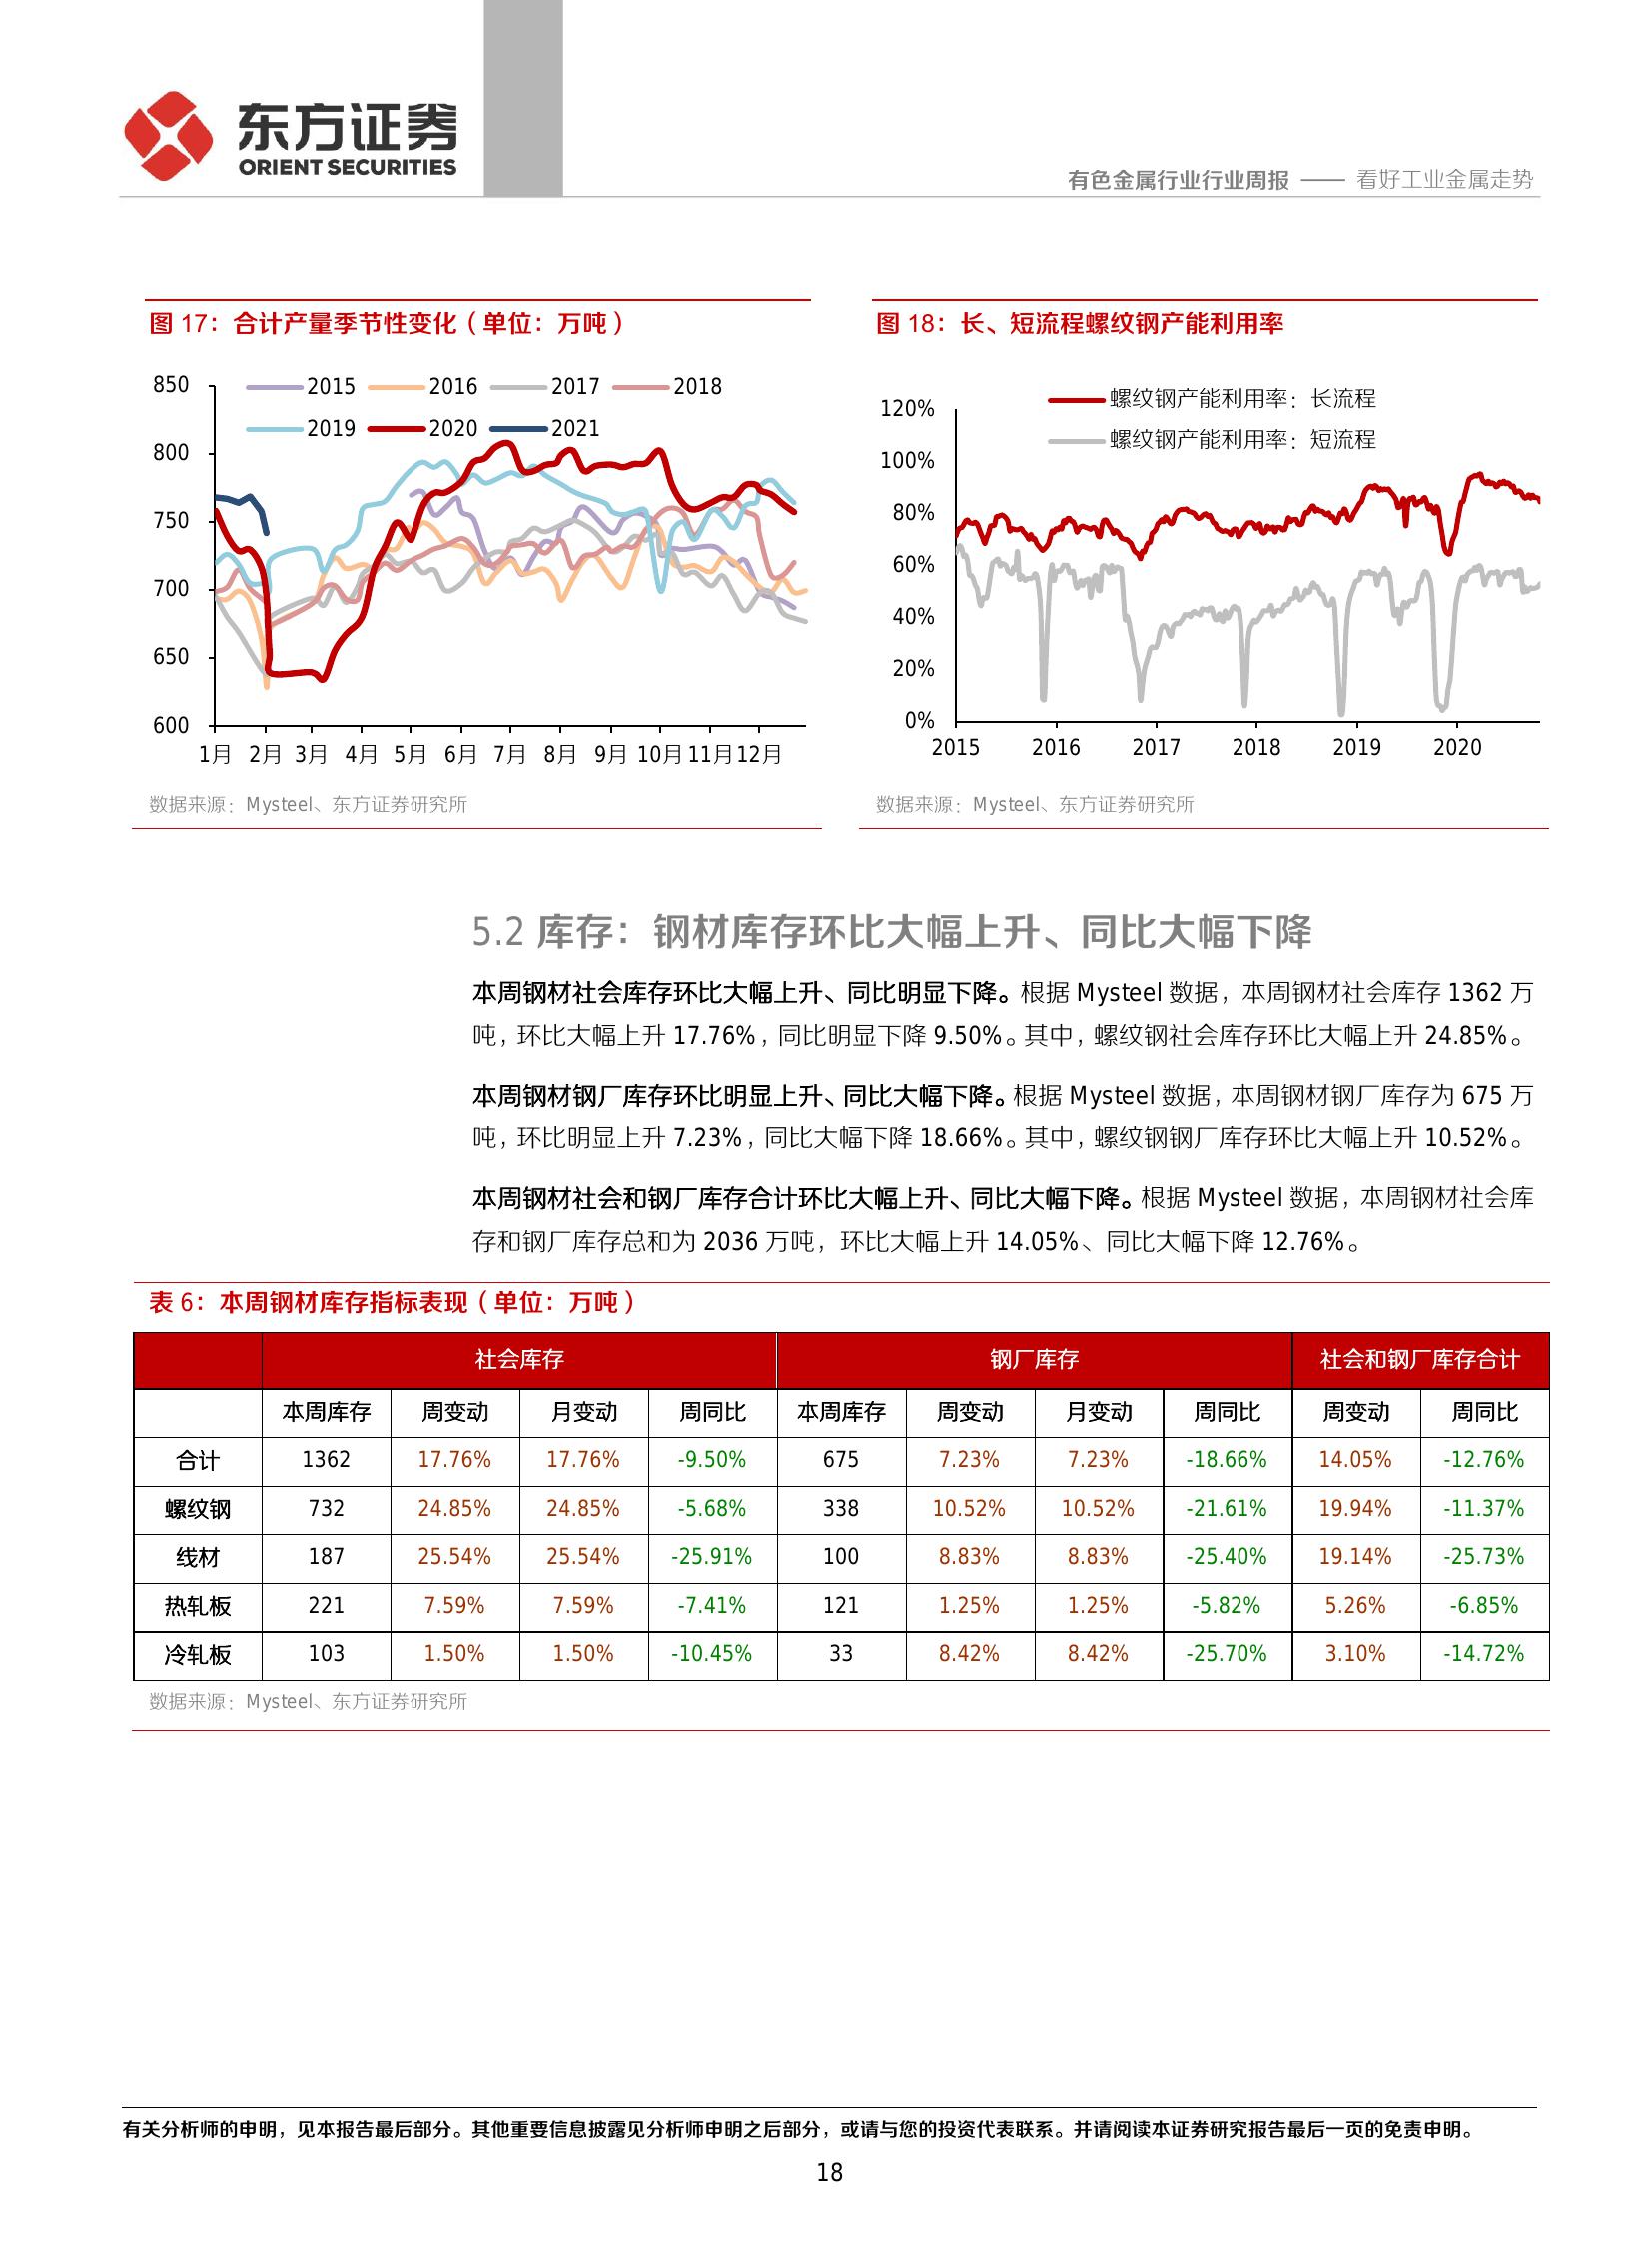 东方证券
ORIENT SECURITIES
有色金属行业行业周报 —— 看好工业金属走势
图 17：合计产量季节性变化（单位：万吨）
850
800
750
700
650
600
2015 2016 2017 2018
2019 2020 2021
1月 2月 3月 4月 5月 6月 7月 8月 9月 10月 11月 12月
数据来源：Mysteel、东方证券研究所
图 18：长、短流程螺纹钢产能利用率
螺纹钢产能利用率：长流程
螺纹钢产能利用率：短流程
120%
100%
80%
60%
40%
20%
0%
2015 2016 2017 2018 2019 2020
数据来源：Mysteel、东方证券研究所
5.2 库存：钢材库存环比大幅上升、同比大幅下降
本周钢材社会库存环比大幅上升、同比明显下降。根据 Mysteel 数据，本周钢材社会库存 1362 万
吨，环比大幅上升 17.76%，同比明显下降 9.50%。其中，螺纹钢社会库存环比大幅上升 24.85%。
本周钢材钢厂库存环比明显上升、同比大幅下降。根据 Mysteel 数据，本周钢材钢厂库存为 675 万
吨，环比明显上升 7.23%，同比大幅下降 18.66%。其中，螺纹钢钢厂库存环比大幅上升 10.52%。
本周钢材社会和钢厂库存合计环比大幅上升、同比大幅下降。根据 Mysteel 数据，本周钢材社会库
存和钢厂库存总和为 2036 万吨，环比大幅上升 14.05%、同比大幅下降 12.76%。
表 6：本周钢材库存指标表现（单位：万吨）
社会库存 钢厂库存 社会和钢厂库存合计
本周库存 周变动 月变动 周同比 本周库存 周变动 月变动 周同比 周变动 周同比
合计 1362 17.76% 17.76% -9.50% 675 7.23% 7.23% -18.66% 14.05% -12.76%
螺纹钢 732 24.85% 24.85% -5.68% 338 10.52% 10.52% -21.61% 19.94% -11.37%
线材 187 25.54% 25.54% -25.91% 100 8.83% 8.83% -25.40% 19.14% -25.73%
热轧板 221 7.59% 7.59% -7.41% 121 1.25% 1.25% -5.82% 5.26% -6.85%
冷轧板 103 1.50% 1.50% -10.45% 33 8.42% 8.42% -25.70% 3.10% -14.72%
数据来源：Mysteel、东方证券研究所
有关分析师的申明，见本报告最后部分。其他重要信息披露见分析师申明之后部分，或请与您的投资代表联系。并请阅读本证券研究报告最后一页的免责申明。
18